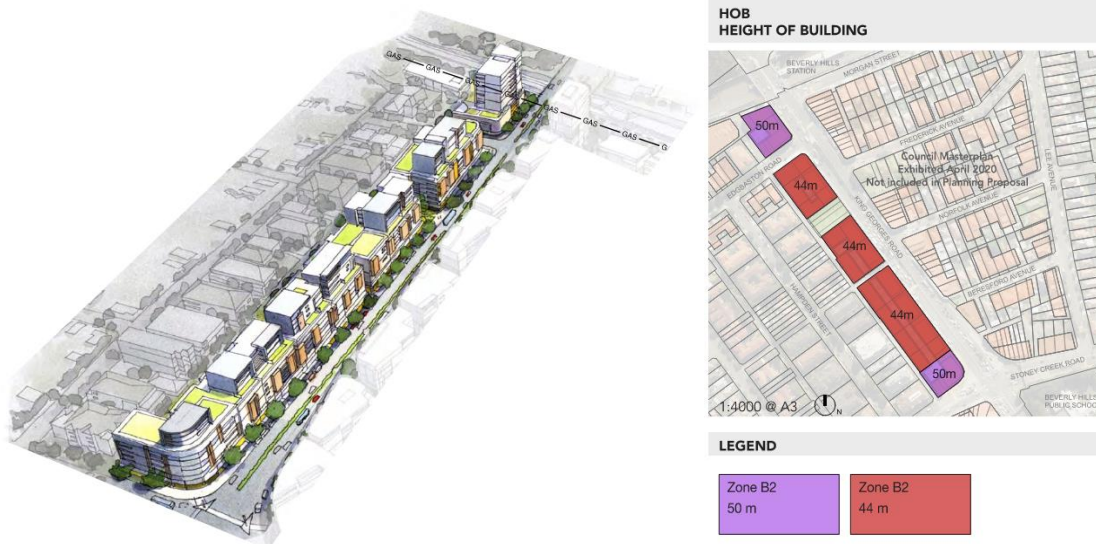 GAS GAS GAS GAS GAS GAS G
HOB
HEIGHT OF BUILDING
BEVERLY HILLS
STATION
MORGAN STREET
50m
FREDERICK AVENUE
EDGBASTON ROAD
Council Masterplan
Exhibited April 2020
Not included in Planning Proposal
LEE AVENUE
44m
KING GEORGES ROAD
NORFOLK AVENUE
44m
HAMPDEN STREET
BERESFORD AVENUE
44m
STONEY CREEK ROAD
50m
BEVERLY HILLS
PUBLIC SCHOO
1:4000 @ A3
N
LEGEND
Zone B2
50 m
Zone B2
44 m